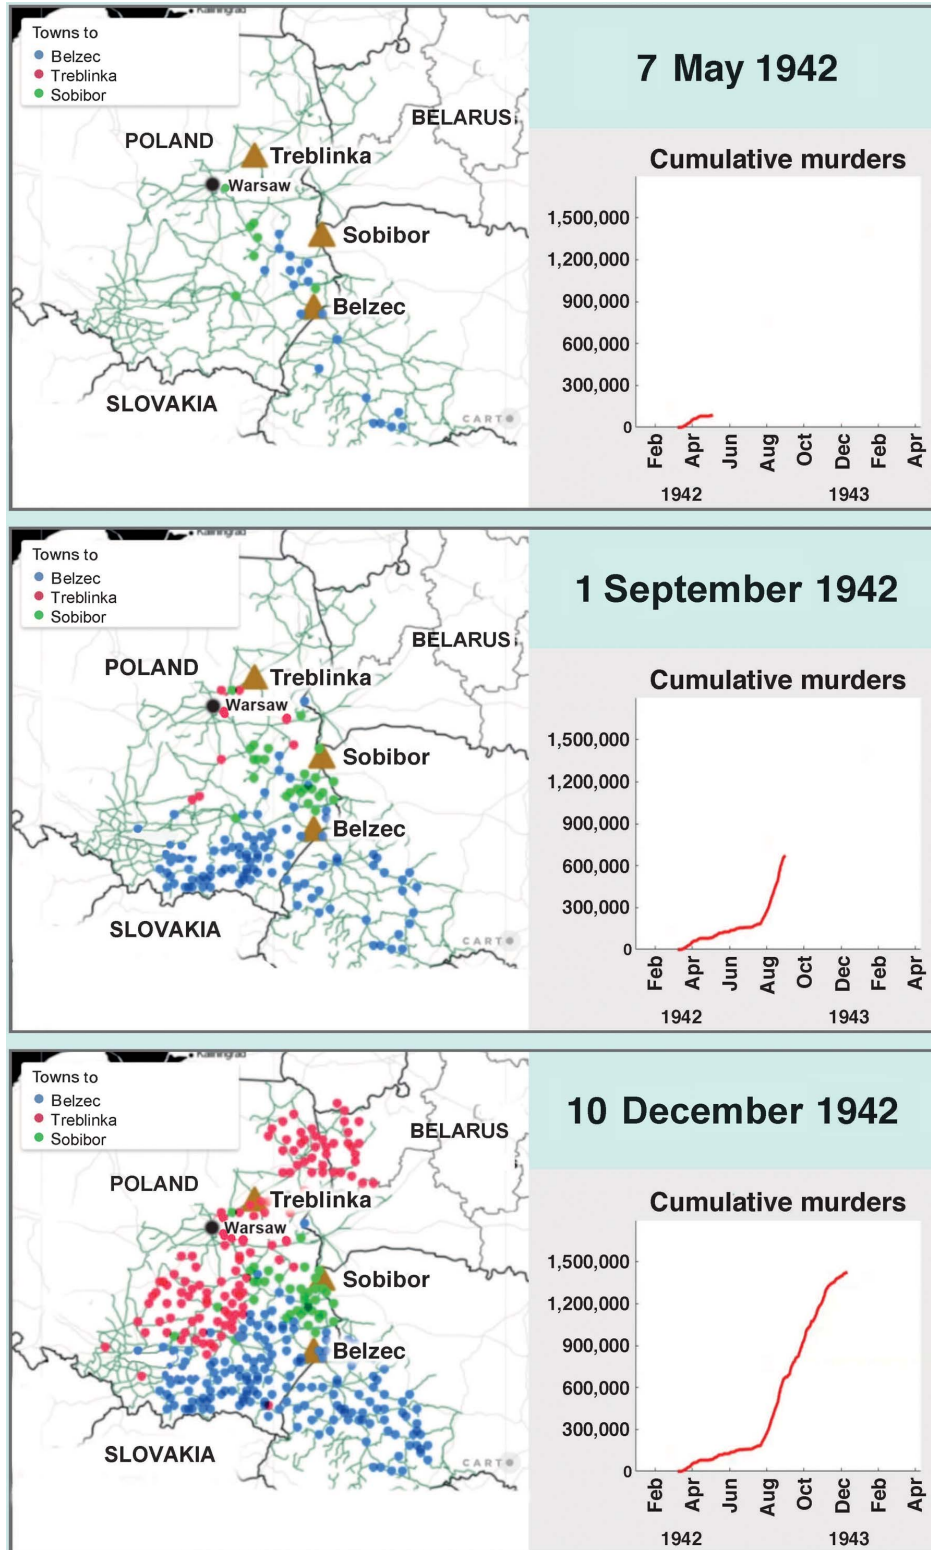 Kaliningrad
Towns to
Belzec
Treblinka
Sobibor
POLAND
BELARUS
Treblinka
Warsaw
Sobibor
Belzec
SLOVAKIA
CART
7 May 1942
Cumulative murders
1,500,000
1,200,000
900,000
600,000
300,000
0
Feb Apr Jun Aug Oct Dec Feb Apr
1942 1943
Kaliningrad
Towns to
Belzec
Treblinka
Sobibor
POLAND
BELARUS
Treblinka
Warsaw
Sobibor
Belzec
SLOVAKIA
CART
1 September 1942
Cumulative murders
1,500,000
1,200,000
900,000
600,000
300,000
0
Feb Apr Jun Aug Oct Dec Feb Apr
1942 1943
Kaliningrad
Towns to
Belzec
Treblinka
Sobibor
POLAND
BELARUS
Treblinka
Warsaw
Sobibor
Belzec
SLOVAKIA
CART
10 December 1942
Cumulative murders
1,500,000
1,200,000
900,000
600,000
300,000
0
Feb Apr Jun Aug Oct Dec Feb Apr
1942 1943